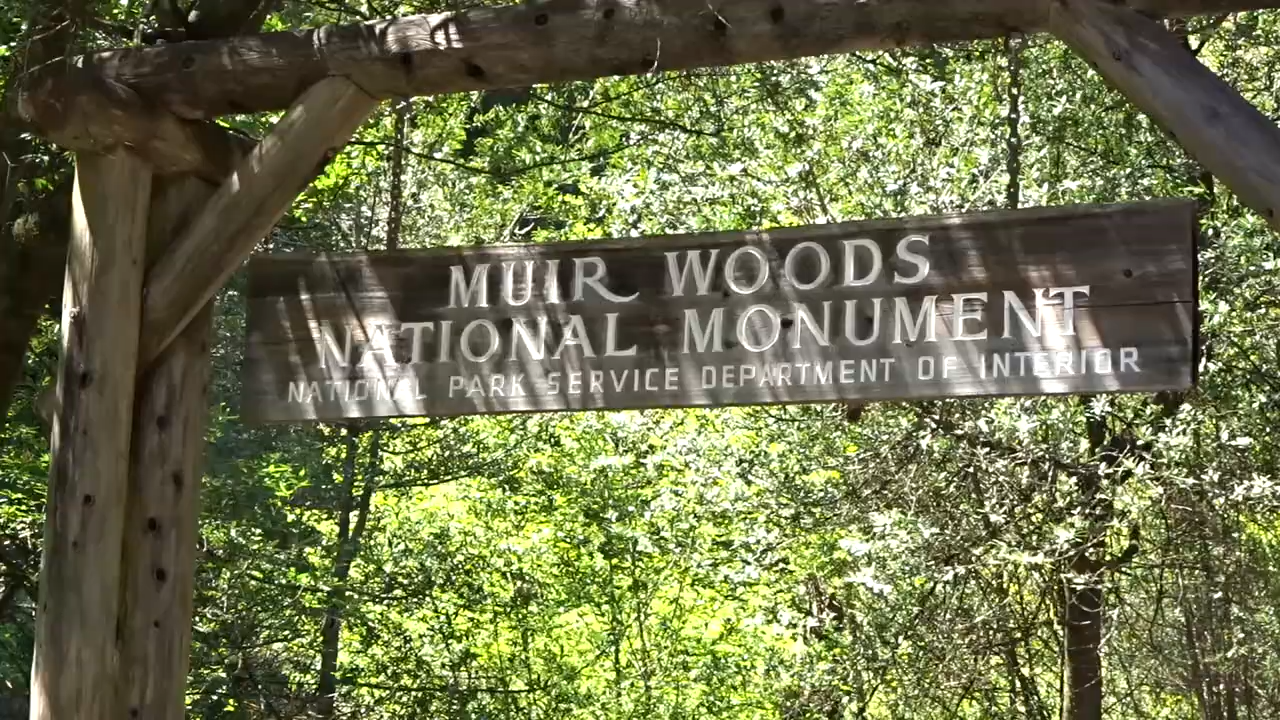 MUIR WOODS
NATIONAL MONUMENT
NATIONAL PARK SERVICE DEPARTMENT OF INTERIOR